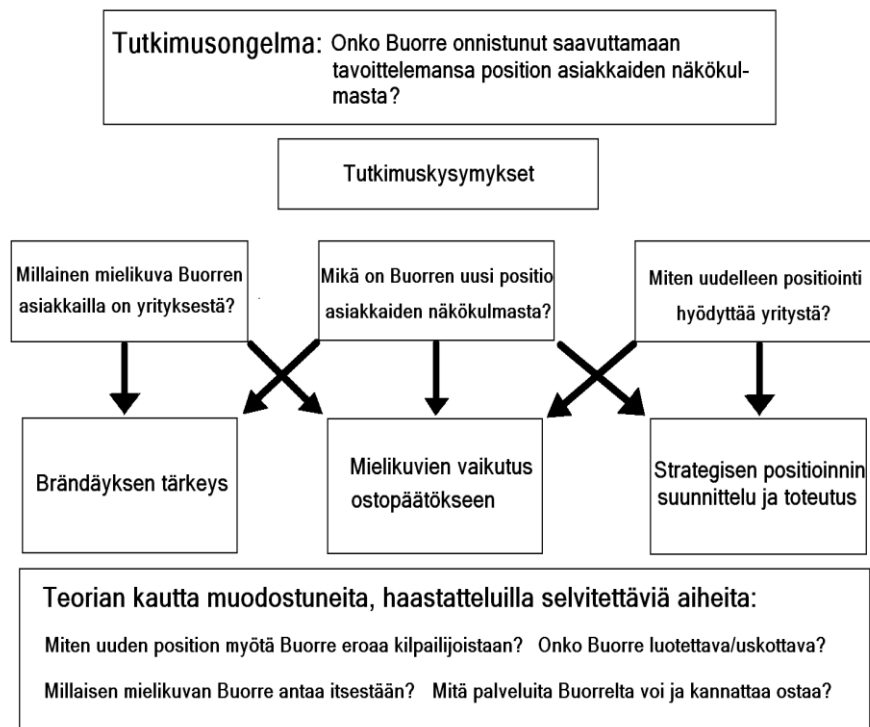 Tutkimusongelma: Onko Buorre onnistunut saavuttamaan
tavoittelemansa position asiakkaiden näkökul-
masta?
Tutkimuskysymykset
Millainen mielikuva Buorren
asiakkailla on yrityksestä?
Mikä on Buorren uusi positio
asiakkaiden näkökulmasta?
Miten uudelleen positiointi
hyödyttää yritystä?
Brändäyksen tärkeys
Mielikuvien vaikutus
ostopäätökseen
Strategisen positioinnin
suunnittelu ja toteutus
Teorian kautta muodostuneita, haastatteluilla selvitettäviä aiheita:
Miten uuden position myötä Buorre eroaa kilpailijoistaan? Onko Buorre luotettava/uskottava?
Millaisen mielikuvan Buorre antaa itsestään? Mitä palveluita Buorrelta voi ja kannattaa ostaa?